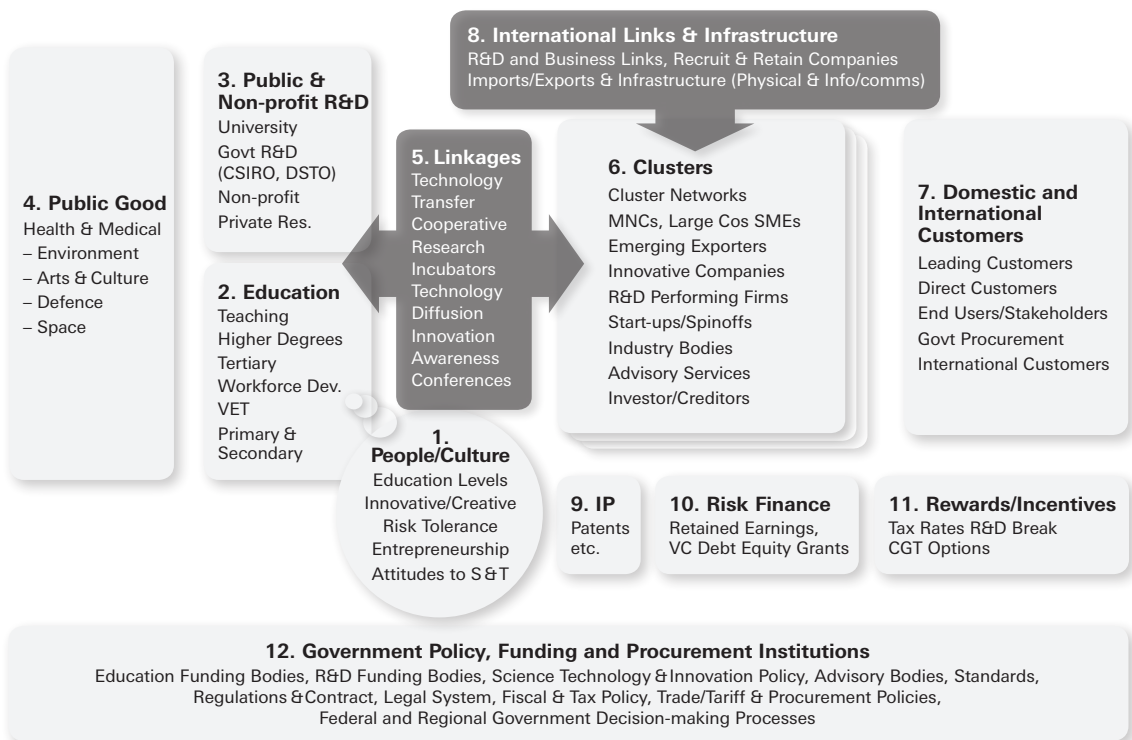 8. International Links & Infrastructure
R&D and Business Links, Recruit & Retain Companies
Imports/Exports & Infrastructure (Physical & Info/comms)
3. Public &
Non-profit R&D
University
Govt R&D
(CSIRO, DSTO)
Non-profit
Private Res.
4. Public Good
Health & Medical
– Environment
– Arts & Culture
– Defence
– Space
2. Education
Teaching
Higher Degrees
Tertiary
Workforce Dev.
VET
Primary &
Secondary
5. Linkages
Technology
Transfer
Cooperative
Research
Incubators
Technology
Diffusion
Innovation
Awareness
Conferences
6. Clusters
Cluster Networks
MNCs, Large Cos SMEs
Emerging Exporters
Innovative Companies
R&D Performing Firms
Start-ups/Spinoffs
Industry Bodies
Advisory Services
Investor/Creditors
7. Domestic and
International
Customers
Leading Customers
Direct Customers
End Users/Stakeholders
Govt Procurement
International Customers
1.
People/Culture
Education Levels
Innovative/Creative
Risk Tolerance
Entrepreneurship
Attitudes to S&T
9. IP
Patents
etc.
10. Risk Finance
Retained Earnings,
VC Debt Equity Grants
11. Rewards/Incentives
Tax Rates R&D Break
CGT Options
12. Government Policy, Funding and Procurement Institutions
Education Funding Bodies, R&D Funding Bodies, Science Technology & Innovation Policy, Advisory Bodies, Standards,
Regulations & Contract, Legal System, Fiscal & Tax Policy, Trade/Tariff & Procurement Policies,
Federal and Regional Government Decision-making Processes